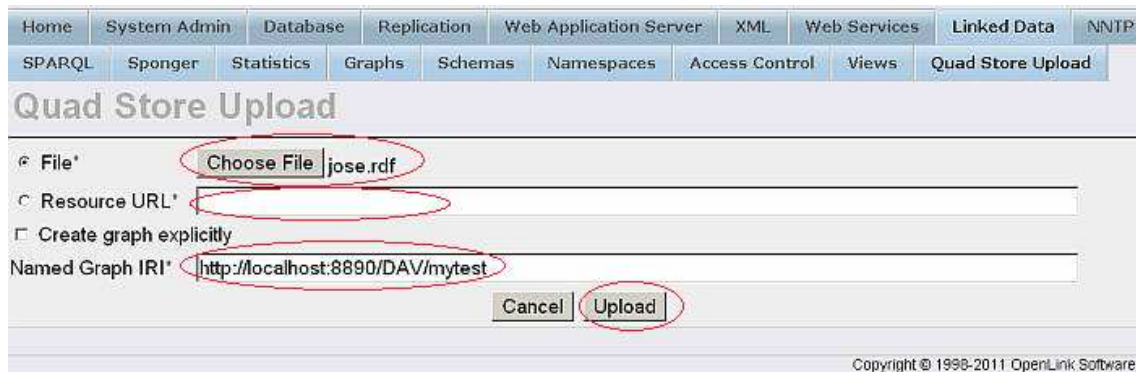 Home System Admin Database Replication Web Application Server XML Web Services Linked Data NNTP
SPARQL Sponger Statistics Graphs Schemas Namespaces Access Control Views Quad Store Upload
Quad Store Upload
File* Choose File jose.rdf
Resource URL*
Create graph explicitly
Named Graph IRI* http://localhost:8890/DAV/mytest
Cancel Upload
Copyright © 1998-2011 OpenLink Software